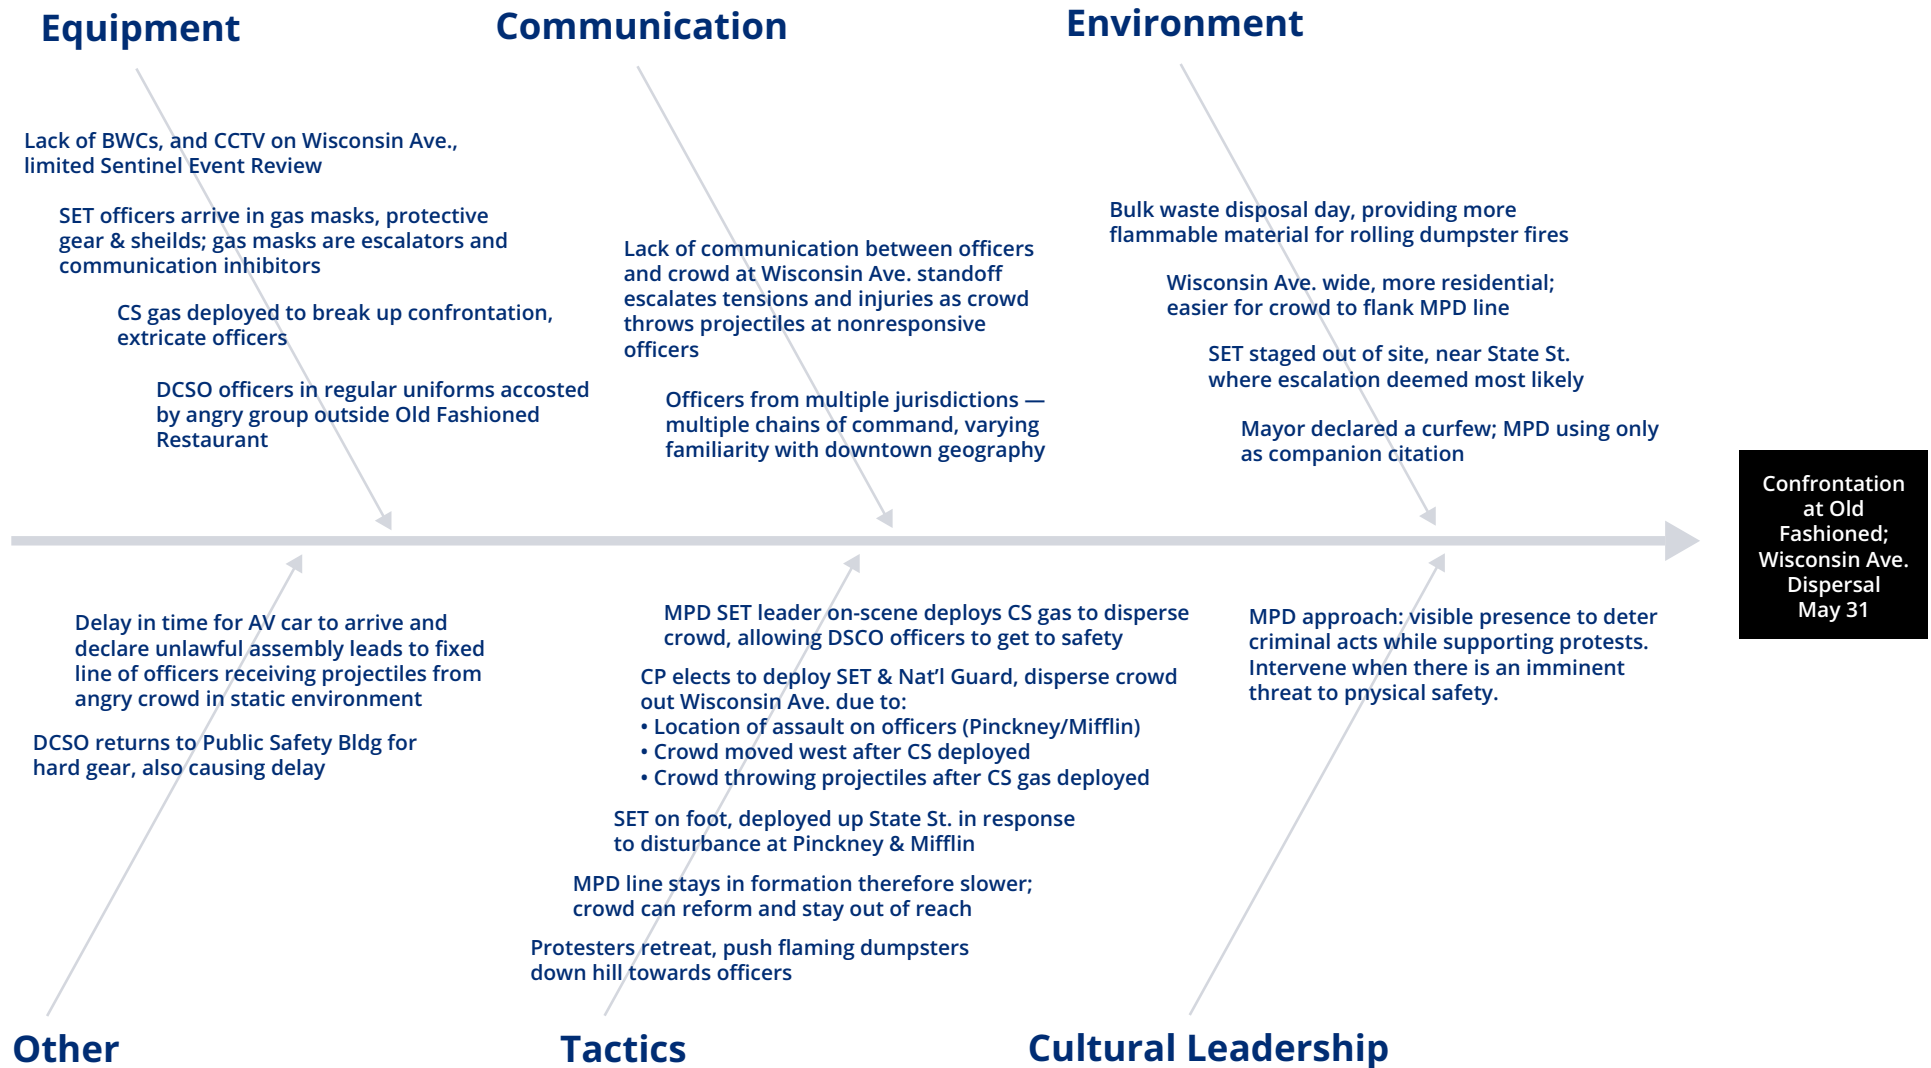 Equipment
Communication
Environment
Lack of BWCs, and CCTV on Wisconsin Ave.,
limited Sentinel Event Review
SET officers arrive in gas masks, protective
gear & sheilds; gas masks are escalators and
communication inhibitors
CS gas deployed to break up confrontation,
extricate officers
DCSO officers in regular uniforms accosted
by angry group outside Old Fashioned
Restaurant
Lack of communication between officers
and crowd at Wisconsin Ave. standoff
escalates tensions and injuries as crowd
throws projectiles at nonresponsive
officers
Officers from multiple jurisdictions —
multiple chains of command, varying
familiarity with downtown geography
Bulk waste disposal day, providing more
flammable material for rolling dumpster fires
Wisconsin Ave. wide, more residential;
easier for crowd to flank MPD line
SET staged out of site, near State St.
where escalation deemed most likely
Mayor declared a curfew; MPD using only
as companion citation
Confrontation
at Old
Fashioned;
Wisconsin Ave.
Dispersal
May 31
Delay in time for AV car to arrive and
declare unlawful assembly leads to fixed
line of officers receiving projectiles from
angry crowd in static environment
DCSO returns to Public Safety Bldg for
hard gear, also causing delay
MPD SET leader on-scene deploys CS gas to disperse
crowd, allowing DSCO officers to get to safety
CP elects to deploy SET & Nat’l Guard, disperse crowd
out Wisconsin Ave. due to:
• Location of assault on officers (Pinckney/Mifflin)
• Crowd moved west after CS deployed
• Crowd throwing projectiles after CS gas deployed
SET on foot, deployed up State St. in response
to disturbance at Pinckney & Mifflin
MPD line stays in formation therefore slower;
crowd can reform and stay out of reach
Protesters retreat, push flaming dumpsters
down hill towards officers
MPD approach: visible presence to deter
criminal acts while supporting protests.
Intervene when there is an imminent
threat to pnysical safety.
Other
Tactics
Cultural Leadership